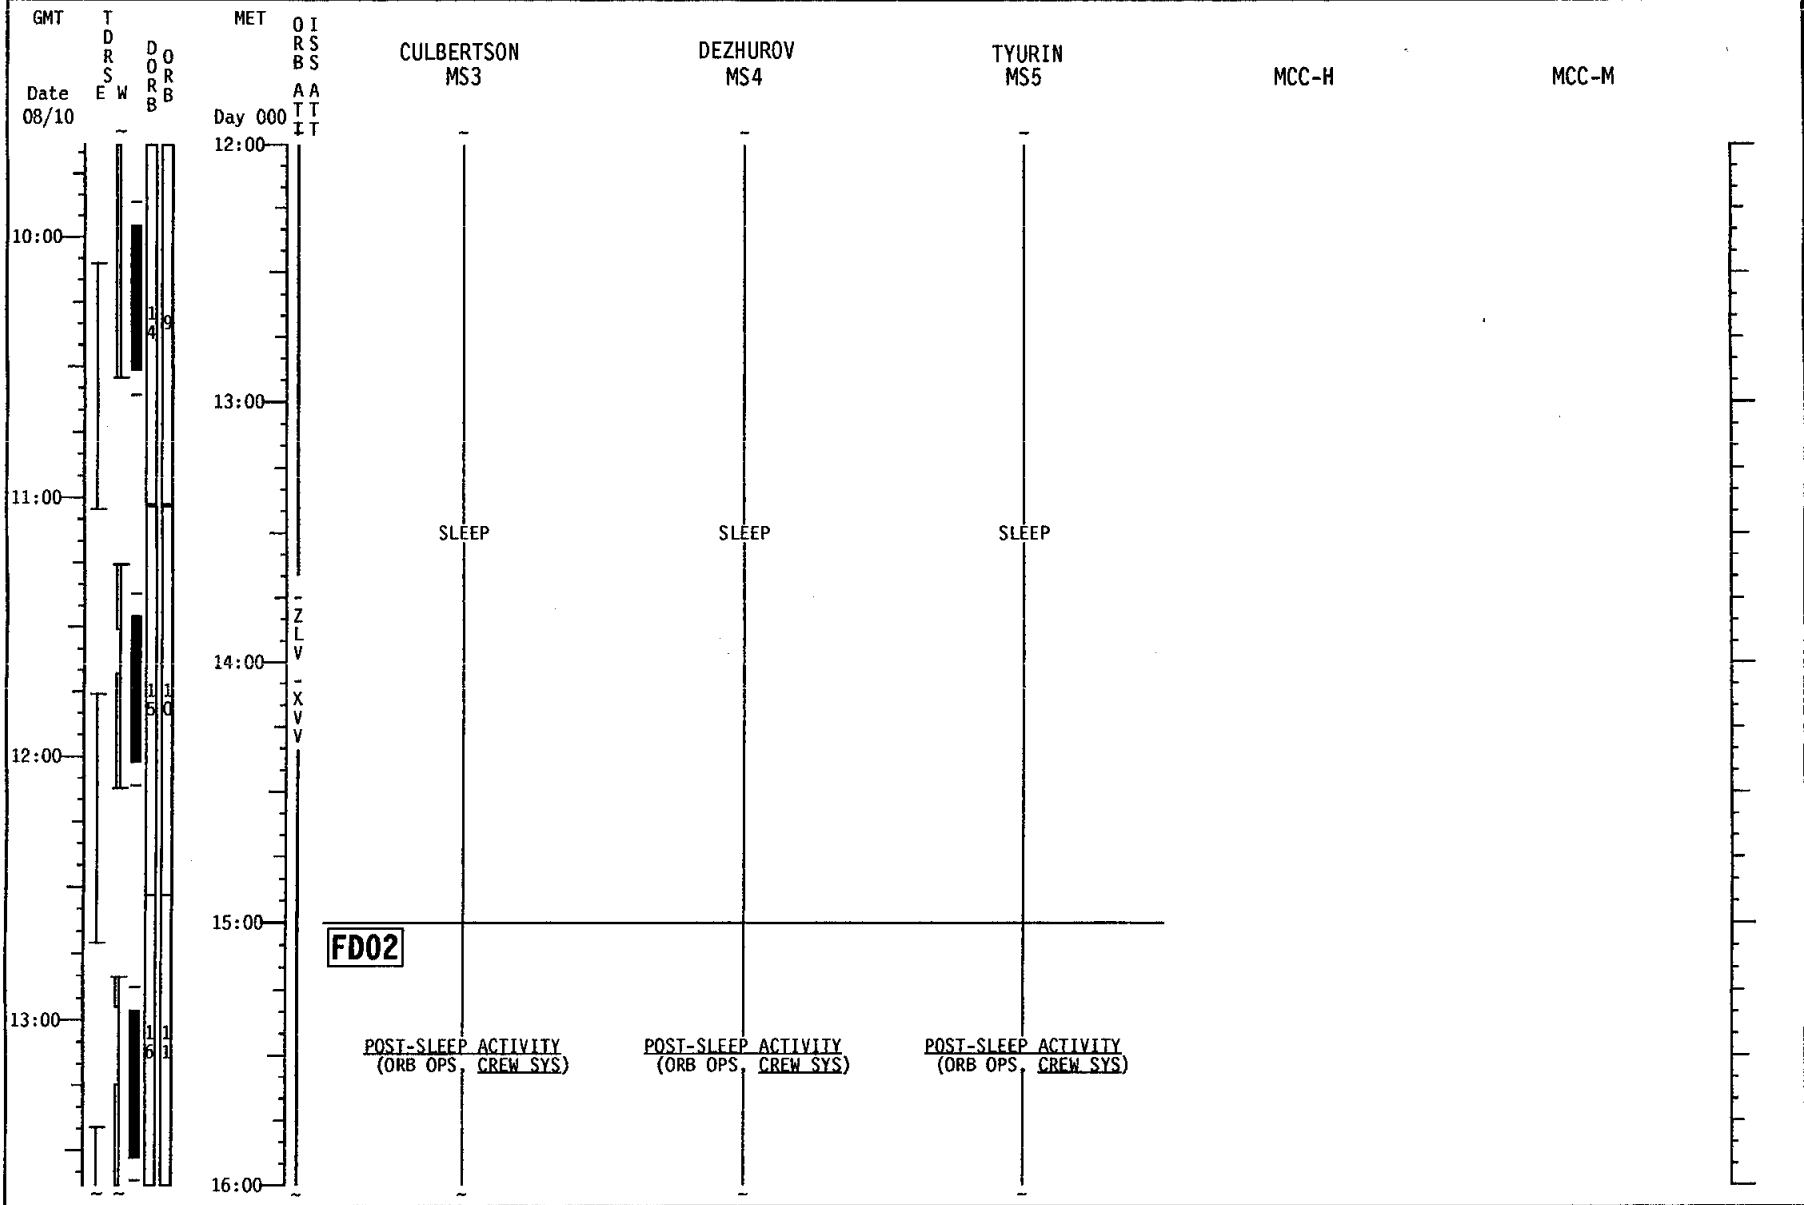 GMT
TDRS
E W
DORB
ORB
MET
ORB ATT
ISS ATT
Date
08/10
Day 000
CULBERTSON
MS3
DEZHUROV
MS4
TYURIN
MS5
MCC-H
MCC-M
12:00
10:00
14 9
13:00
11:00
SLEEP SLEEP SLEEP
-ZLV
14:00
-XVV
15 10
12:00
15:00
FD02
13:00
16 11
POST-SLEEP ACTIVITY
(ORB OPS, CREW SYS)
POST-SLEEP ACTIVITY
(ORB OPS, CREW SYS)
POST-SLEEP ACTIVITY
(ORB OPS, CREW SYS)
16:00